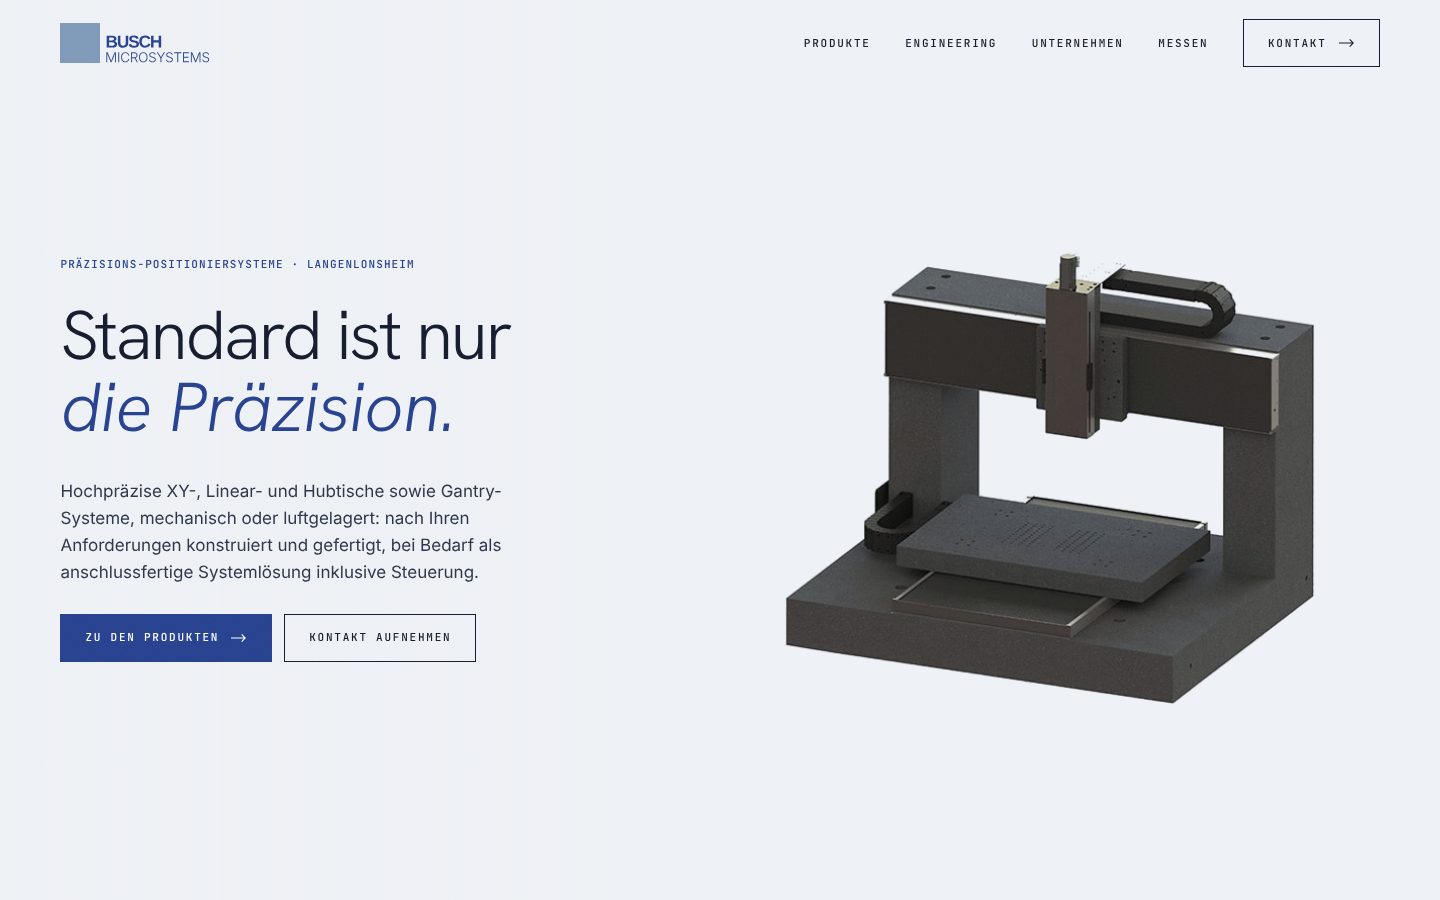 BUSCH
MICROSYSTEMS
PRODUKTE
ENGINEERING
UNTERNEHMEN
MESSEN
KONTAKT
PRÄZISIONS-POSITIONIERSYSTEME · LANGENLONSHEIM
Standard ist nur
die Präzision.
Hochpräzise XY-, Linear- und Hubtische sowie Gantry-
Systeme, mechanisch oder luftgelagert: nach Ihren
Anforderungen konstruiert und gefertigt, bei Bedarf als
anschlussfertige Systemlösung inklusive Steuerung.
ZU DEN PRODUKTEN
KONTAKT AUFNEHMEN